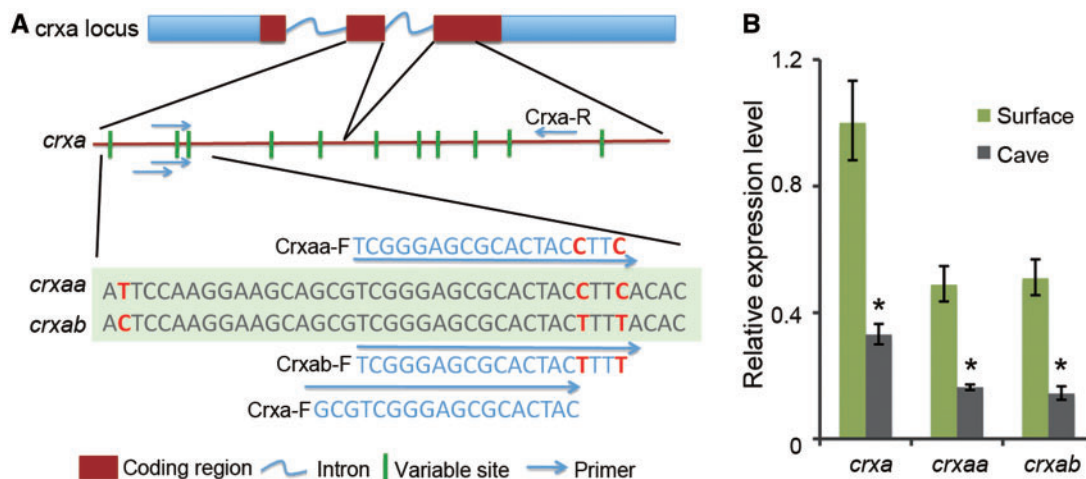 A
crxa locus
crxa
Crxa-R
Crxaa-F TCGGGAGCGCACTACCTTC
crxaa ATTCCAAGGAAGCAGCGTCGGGAGCGCACTACCTTCACAC
crxab ACTCCAAGGAAGCAGCGTCGGGAGCGCACTACTTTTACAC
Crxab-F TCGGGAGCGCACTACTTTT
Crxa-F GCGTCGGGAGCGCACTAC
Coding region Intron Variable site Primer
B
Relative expression level
1.2
0.8
0.4
0
Surface
Cave
* * *
crxa crxaa crxab